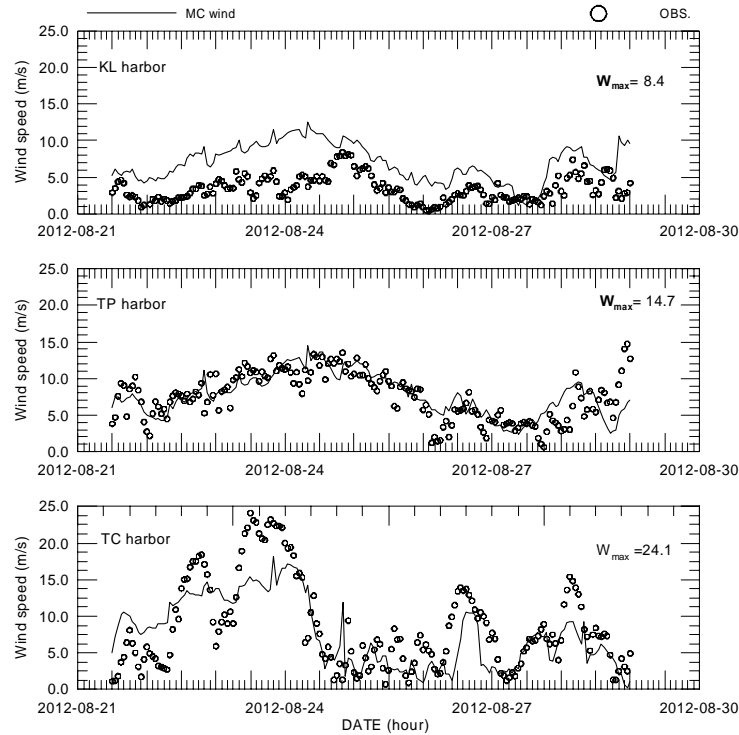 MC wind OBS.
25.0
KL harbor
20.0
W max = 8.4
15.0
10.0
5.0
0.0
Wind speed (m/s)
2012-08-21 2012-08-24 2012-08-27 2012-08-30
25.0
TP harbor
W max = 14.7
20.0
15.0
10.0
5.0
0.0
Wind speed (m/s)
2012-08-21 2012-08-24 2012-08-27 2012-08-30
25.0
TC harbor
W max =24.1
20.0
15.0
10.0
5.0
0.0
Wind speed (m/s)
2012-08-21 2012-08-24 2012-08-27 2012-08-30
DATE (hour)